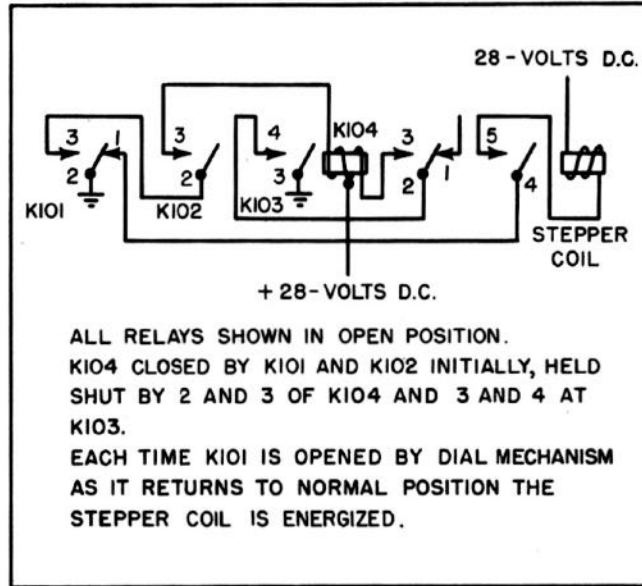 28-VOLTS D.C.
K104
3 1 3 4 3 5
2 2 3 2 1 4
K101 K102 K103
STEPPER
COIL
+ 28-VOLTS D.C.
ALL RELAYS SHOWN IN OPEN POSITION.
K104 CLOSED BY K101 AND K102 INITIALLY, HELD
SHUT BY 2 AND 3 OF K104 AND 3 AND 4 AT
K103.
EACH TIME K101 IS OPENED BY DIAL MECHANISM
AS IT RETURNS TO NORMAL POSITION THE
STEPPER COIL IS ENERGIZED.